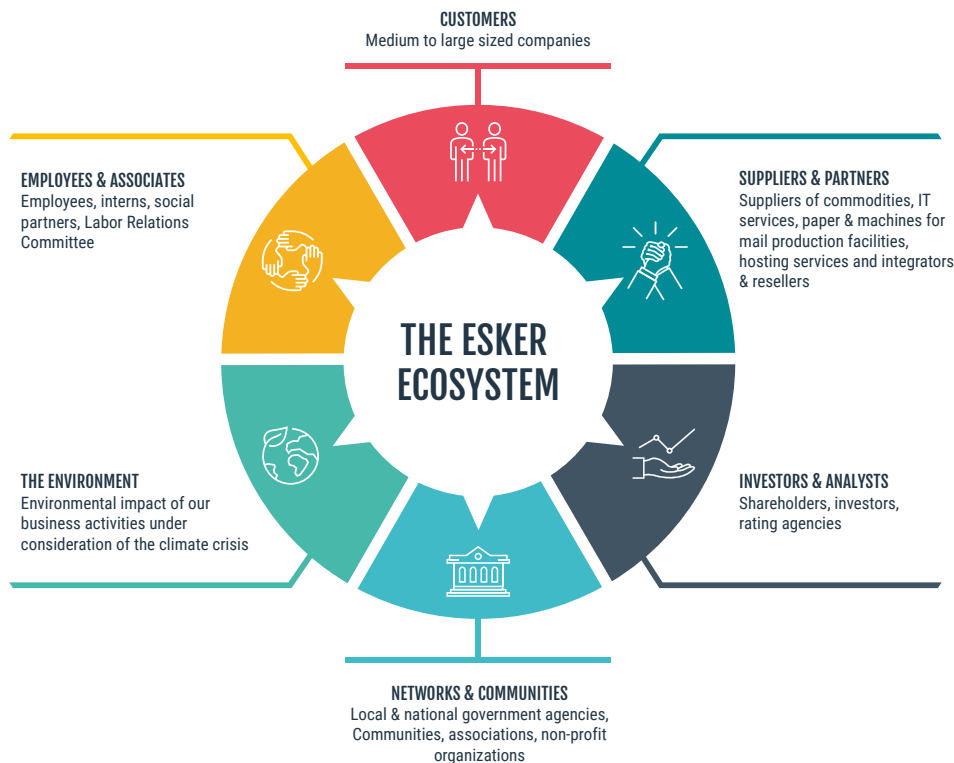 CUSTOMERS
Medium to large sized companies
EMPLOYEES & ASSOCIATES
Employees, interns, social
partners, Labor Relations
Committee
SUPPLIERS & PARTNERS
Suppliers of commodities, IT
services, paper & machines for
mail production facilities,
hosting services and integrators
& resellers
THE ESKER
ECOSYSTEM
THE ENVIRONMENT
Environmental impact of our
business activities under
consideration of the climate crisis
INVESTORS & ANALYSTS
Shareholders, investors,
rating agencies
NETWORKS & COMMUNITIES
Local & national government agencies,
Communities, associations, non-profit
organizations